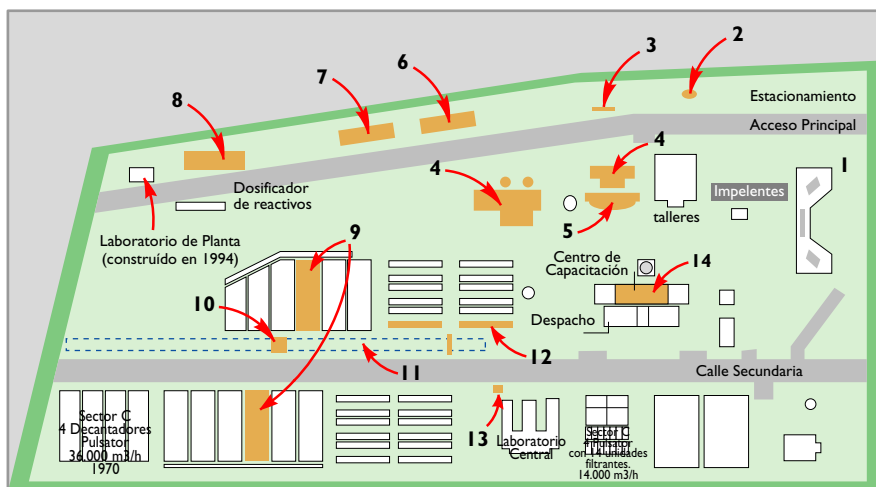 2
3
6
7
8
Estacionamiento
Acceso Principal
4
4
1
Impelentes
talleres
5
Dosificador
de reactivos
Laboratorio de Planta
(construído en 1994)
9
Centro de
Capacitación
14
10
Despacho
12
11
Calle Secundaria
Sector C
4 Decantadores
Pulsator
36.000 m3/h
1970
13
Laboratorio
Central
Sector C
4 Pulsator
con 14 unidades
filtrantes.
14.000 m3/h